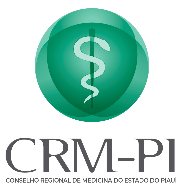 CRM-PI
CONSELHO REGIONAL DE MEDICINA DO ESTADO DO PIAUÍ